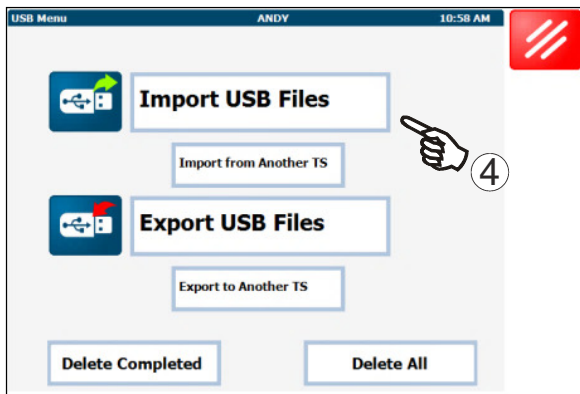 USB Menu ANDY 10:58 AM
Import USB Files
④
Import from Another TS
Export USB Files
Export to Another TS
Delete Completed Delete All